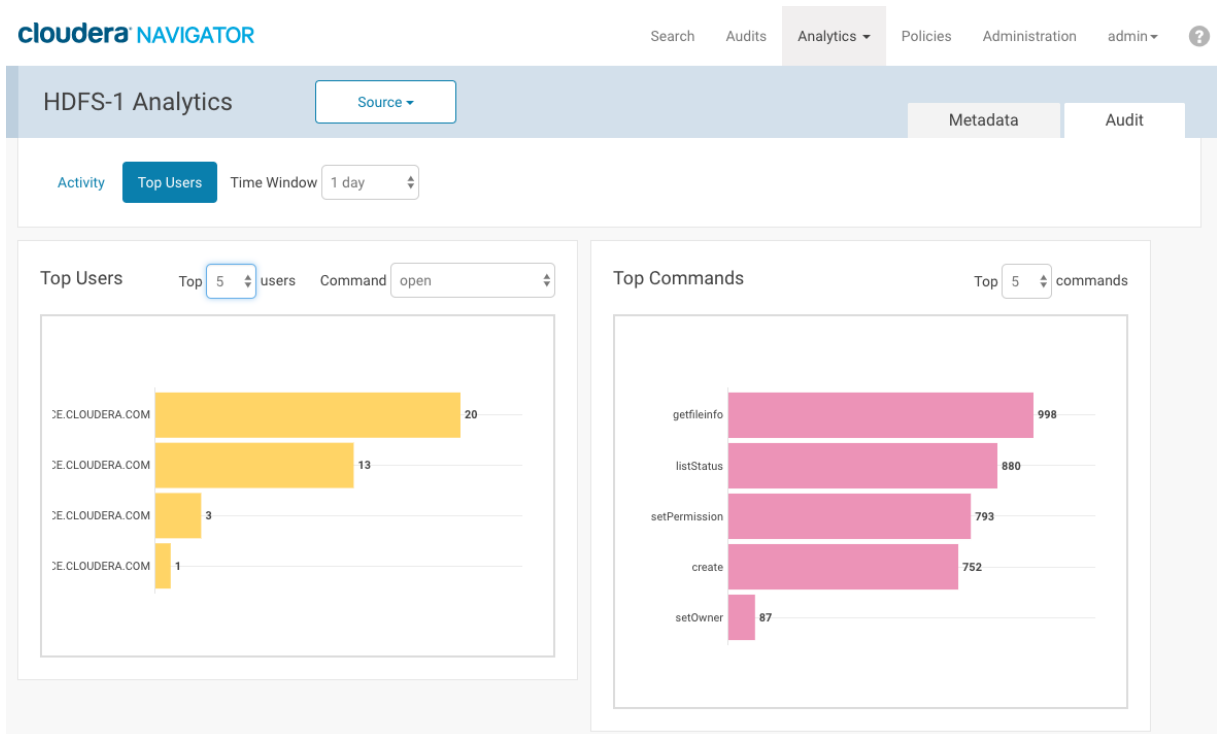 cloudera NAVIGATOR
Search Audits Analytics Policies Administration admin ?
HDFS-1 Analytics Source
Metadata Audit
Activity Top Users Time Window 1 day
Top Users Top 5 users Command open
CE.CLOUDERA.COM 20
CE.CLOUDERA.COM 13
CE.CLOUDERA.COM 3
CE.CLOUDERA.COM 1
Top Commands Top 5 commands
getfileinfo 998
listStatus 880
setPermission 793
create 752
setOwner 87